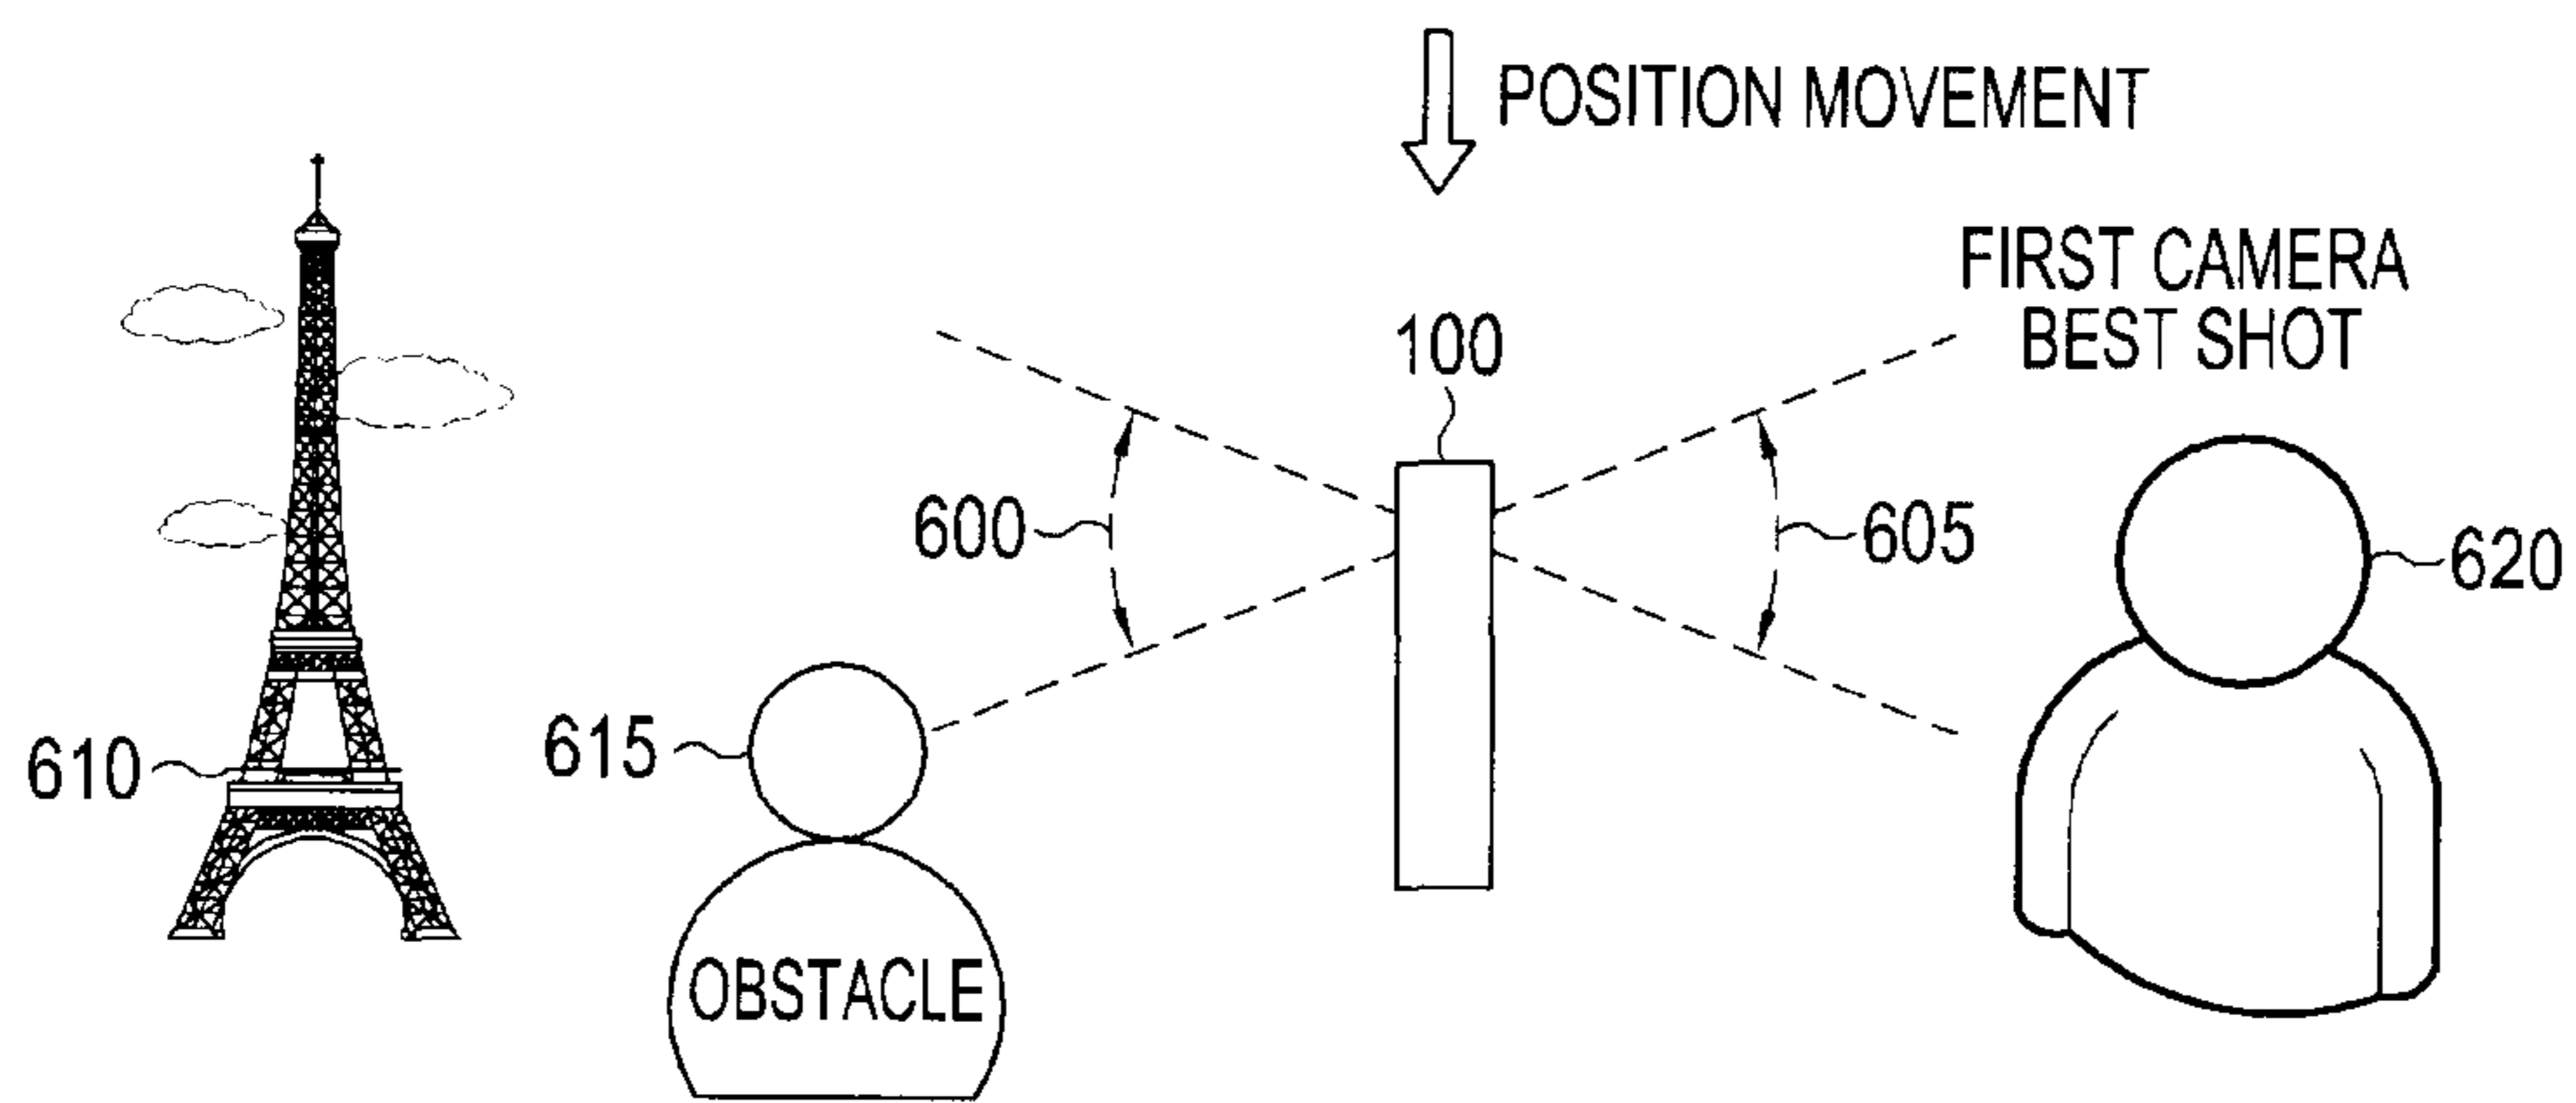 POSITION MOVEMENT
FIRST CAMERA
BEST SHOT
100
600
605
620
615
610
OBSTACLE